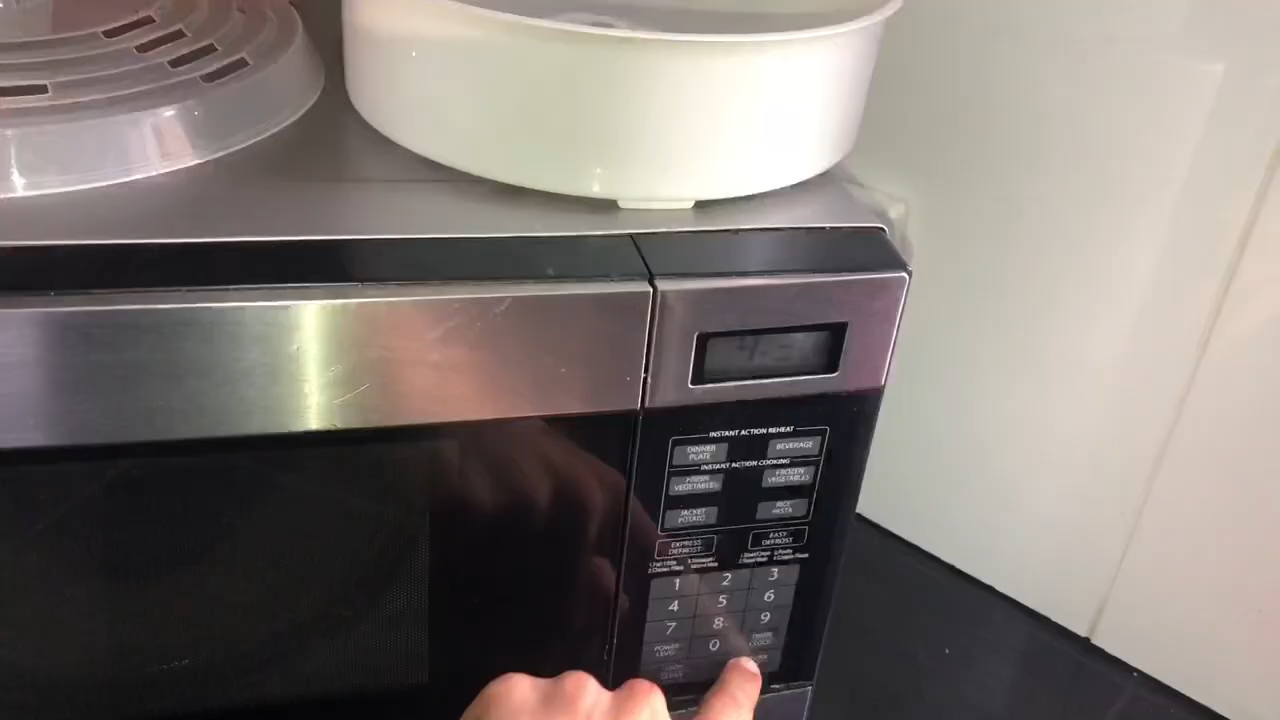 INSTANT ACTION REHEAT
DINNER PLATE
BEVERAGE
INSTANT ACTION COOKING
FRESH VEGETABLES
FROZEN VEGETABLES
JACKET POTATO
RICE PASTA
EXPRESS DEFROST
EASY DEFROST
1 2 3
4 5 6
7 8 9
POWER LEVEL
0